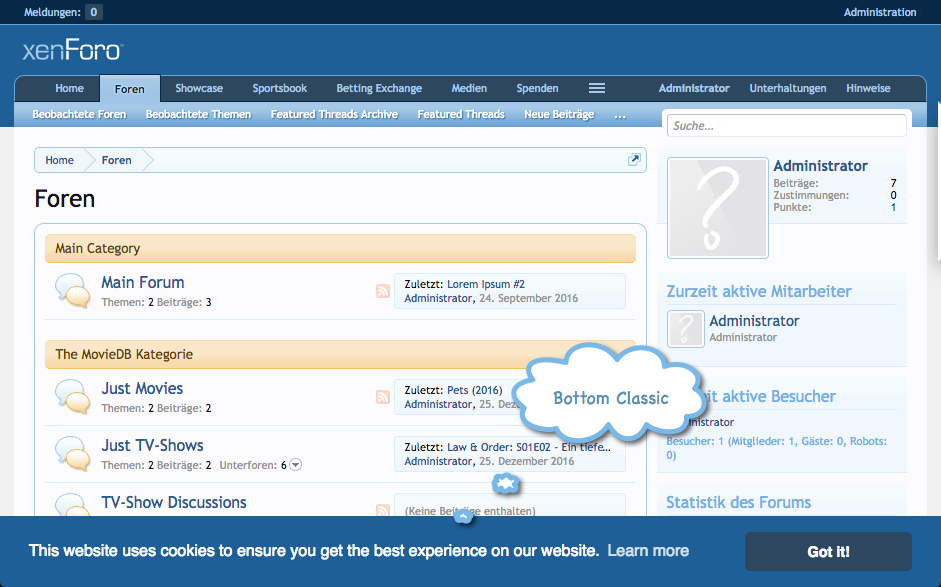 Meldungen: 0
Administration
xenForo™
Home Foren Showcase Sportsbook Betting Exchange Medien Spenden Administrator Unterhaltungen Hinweise
Beobachtete Foren Beobachtete Themen Featured Threads Archive Featured Threads Neue Beiträge ...
Suche...
Home Foren
Foren
Main Category
Main Forum
Themen: 2 Beiträge: 3
Zuletzt: Lorem Ipsum #2
Administrator, 24. September 2016
The MovieDB Kategorie
Just Movies
Themen: 2 Beiträge: 2
Zuletzt: Pets (2016)
Administrator, 25.
Just TV-Shows
Themen: 2 Beiträge: 2 Unterforen: 6
Zuletzt: Law & Order: S01E02 - Ein tiefe...
Administrator, 25. Dezember 2016
TV-Show Discussions
(Keine Beiträge enthalten)
Bottom Classic
Administrator
Beiträge: 7
Zustimmungen: 0
Punkte: 1
Zurzeit aktive Mitarbeiter
Administrator
Administrator
aktive Besucher
Besucher: 1 (Mitglieder: 1, Gäste: 0, Robots:
0)
Statistik des Forums
This website uses cookies to ensure you get the best experience on our website. Learn more
Got it!